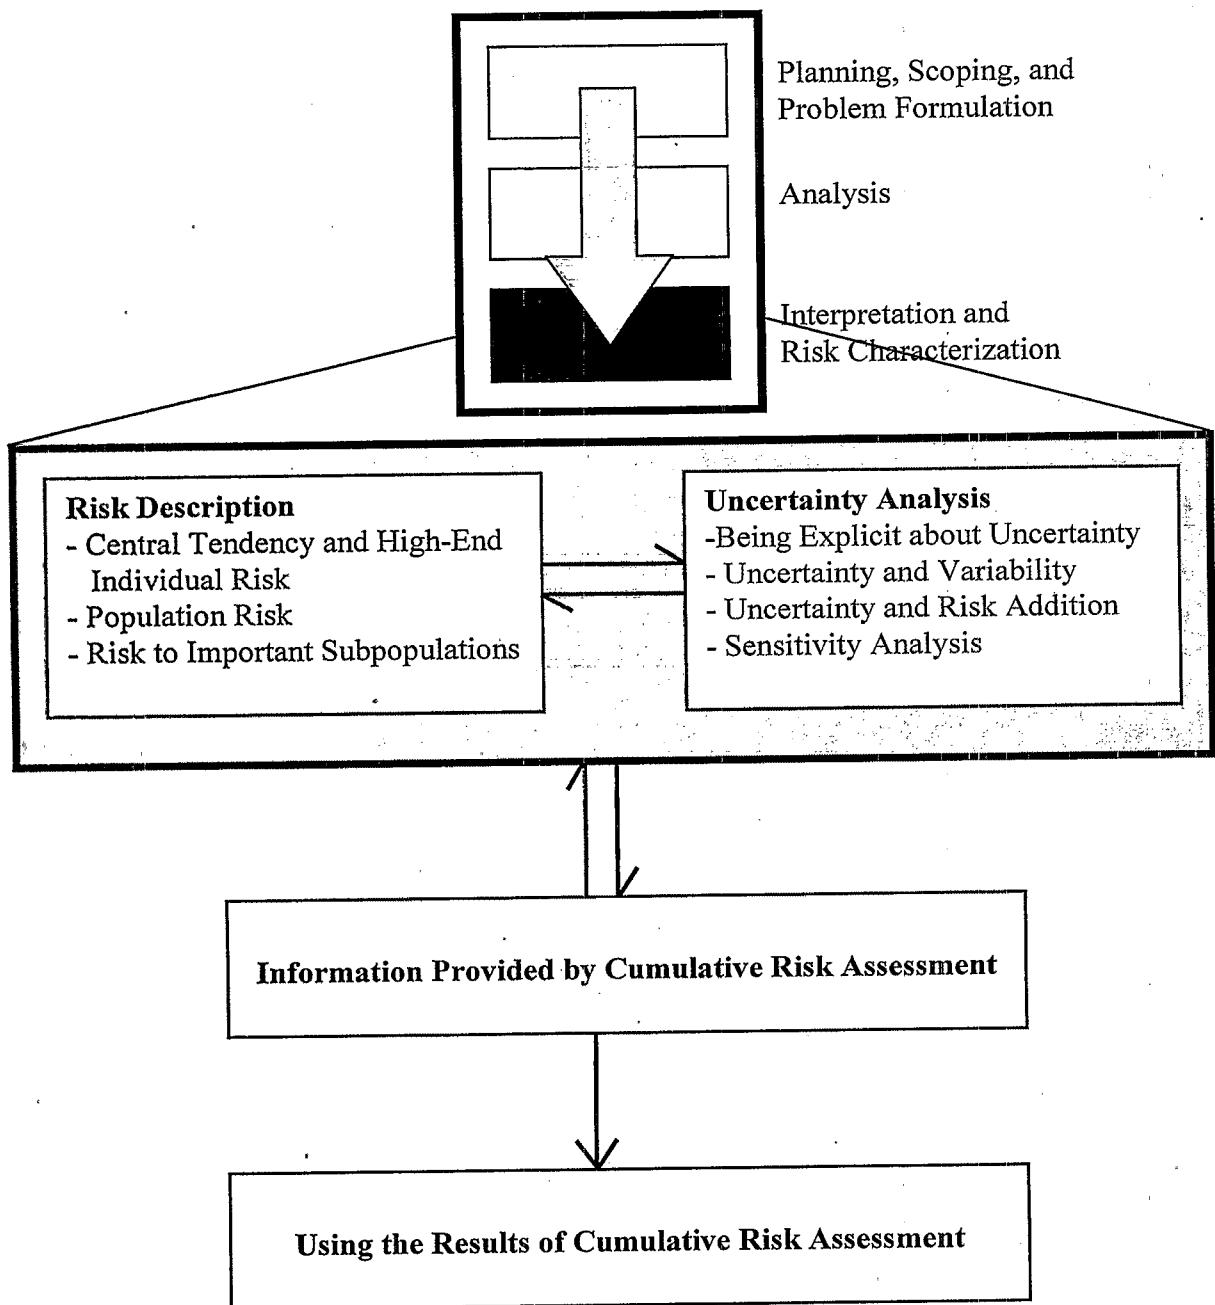 Planning, Scoping, and
Problem Formulation
Analysis
Interpretation and
Risk Characterization
Risk Description
- Central Tendency and High-End
Individual Risk
- Population Risk
- Risk to Important Subpopulations
Uncertainty Analysis
-Being Explicit about Uncertainty
- Uncertainty and Variability
- Uncertainty and Risk Addition
- Sensitivity Analysis
Information Provided by Cumulative Risk Assessment
Using the Results of Cumulative Risk Assessment